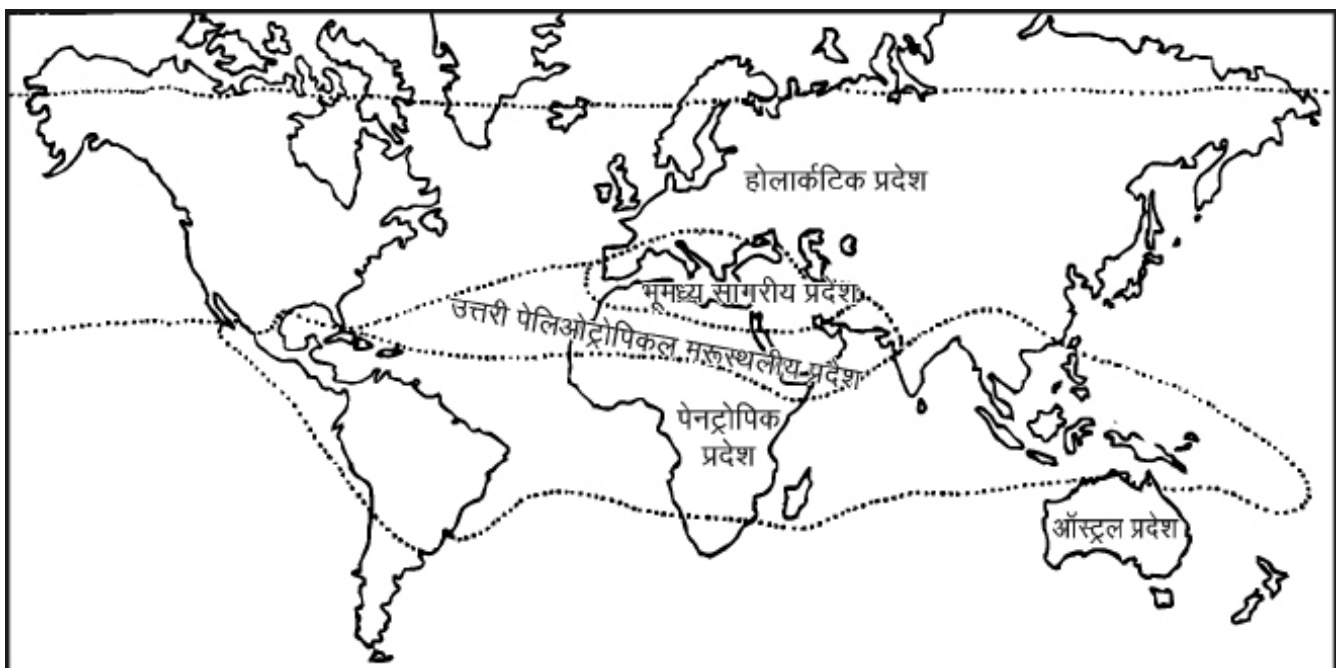 होलार्कटिक प्रदेश
भूमध्य सागरीय प्रदेश
उत्तरी पेलिओट्रोपिकल मरूस्थलीय प्रदेश
पेनट्रोपिक
प्रदेश
ऑस्ट्रल प्रदेश